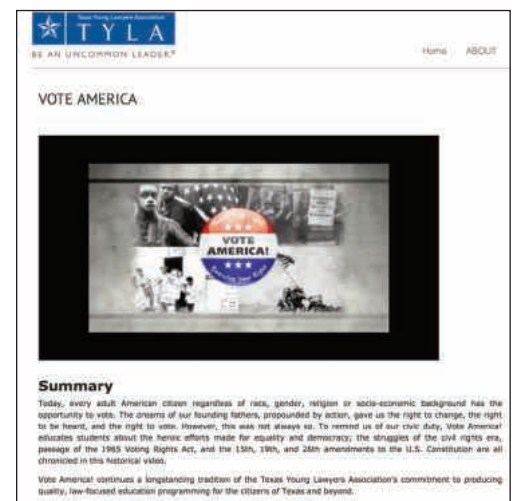 Texas Young Lawyers Association
TYLA
BE AN UNCOMMON LEADER.®
Home ABOUT
VOTE AMERICA
VOTE
AMERICA!
Exercise Your Right
Summary
Today, every adult American citizen regardless of race, gender, religion or socio-economic background has the
opportunity to vote. The dreams of our founding fathers, propounded by action, gave us the right to change, the right
to be heard, and the right to vote. However, this was not always so. To remind us of our civic duty, Vote America!
educates students about the heroic efforts made for equality and democracy; the struggles of the civil rights era,
passage of the 1965 Voting Rights Act, and the 15th, 19th, and 26th amendments to the U.S. Constitution are all
chronicled in this historical video.
Vote America! continues a longstanding tradition of the Texas Young Lawyers Association's commitment to producing
quality, law-focused education programming for the citizens of Texas and beyond.